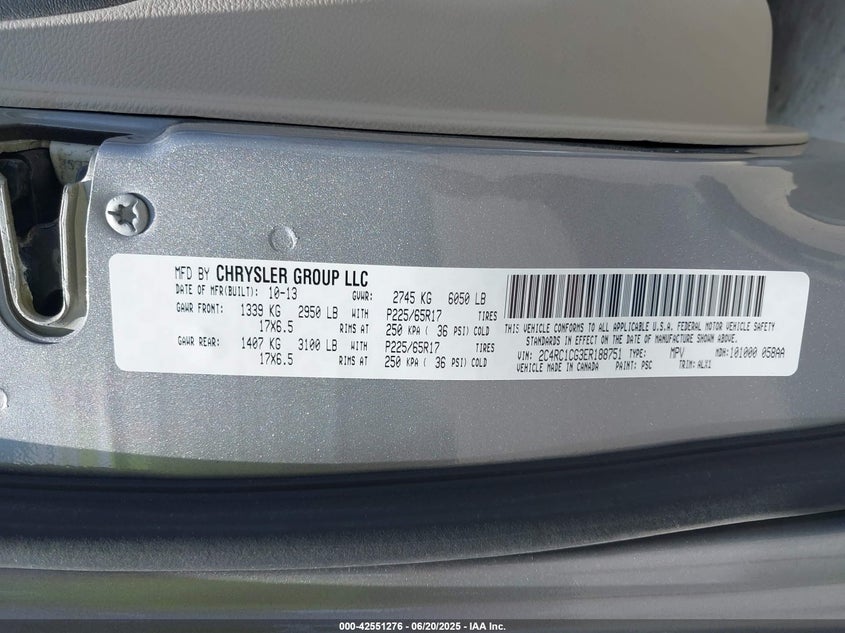 MFD BY CHRYSLER GROUP LLC
DATE OF MFR(BUILT): 10-13 GVWR: 2745 KG 6050 LB
GAWR FRONT: 1339 KG 2950 LB WITH P225/65R17 TIRES
17X6.5 RIMS AT 250 KPA ( 36 PSI) COLD
GAWR REAR: 1407 KG 3100 LB WITH P225/65R17 TIRES
17X6.5 RIMS AT 250 KPA ( 36 PSI) COLD
THIS VEHICLE CONFORMS TO ALL APPLICABLE U.S.A. FEDERAL MOTOR VEHICLE SAFETY
STANDARDS IN EFFECT ON THE DATE OF MANUFACTURE SHOWN ABOVE.
VIN: 2C4RC1CG3ER188751 TYPE: MPV MDH: 101000 058AA
VEHICLE MADE IN CANADA PAINT: PSC TRIM: ALX1
000-42551276 - 06/20/2025 - IAA Inc.